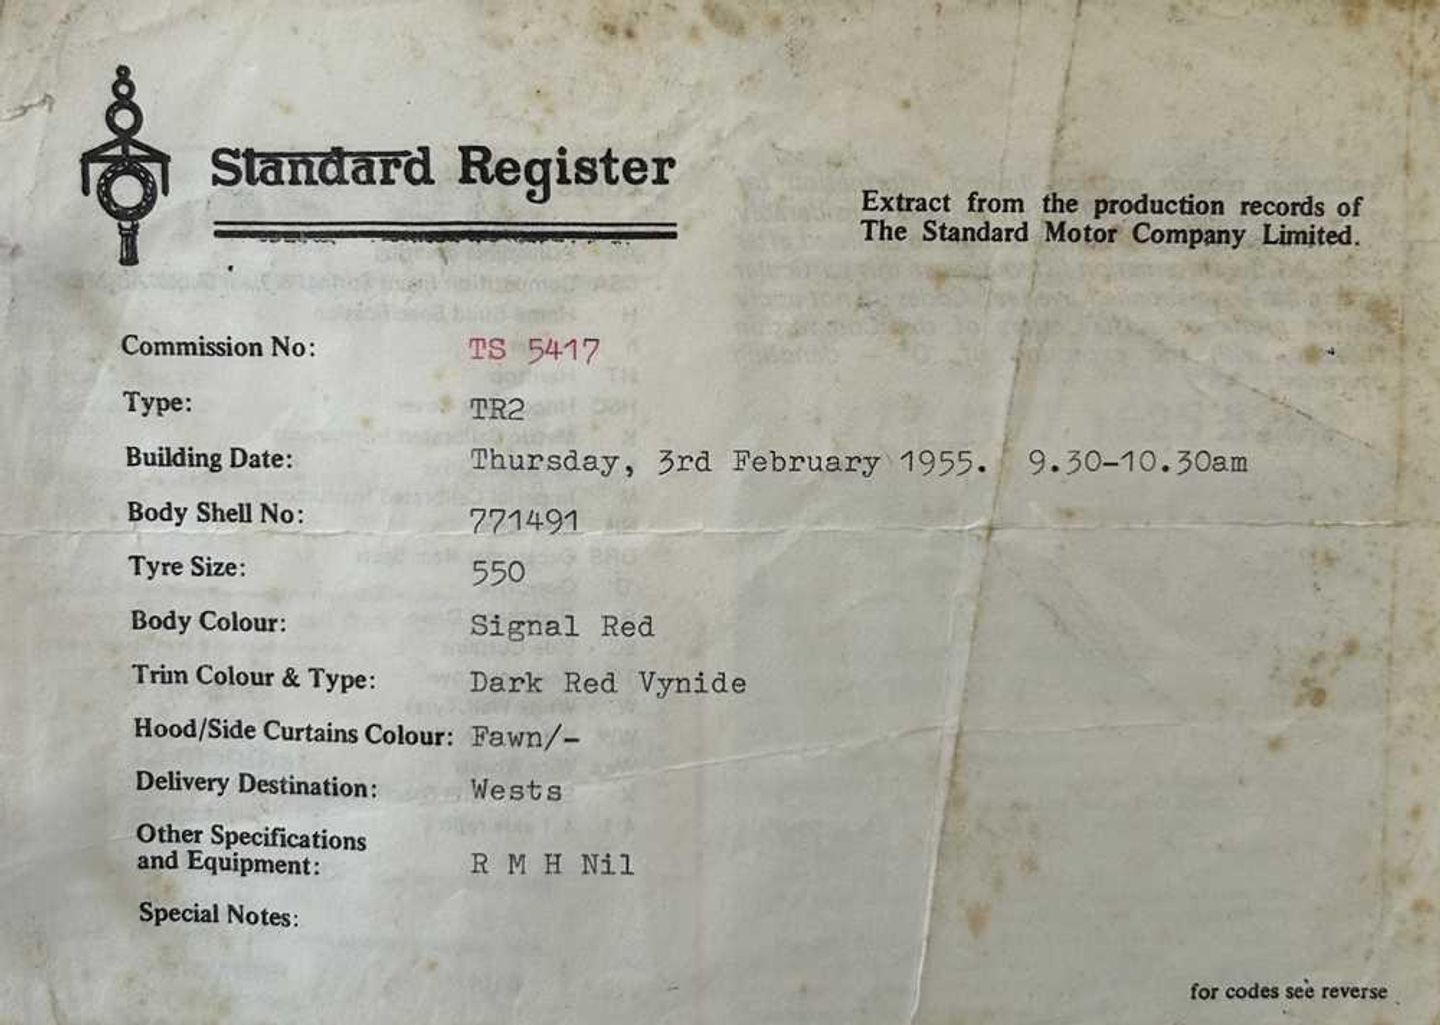 Standard Register
Extract from the production records of
The Standard Motor Company Limited.
Commission No: TS 5417
Type: TR2
Building Date: Thursday, 3rd February 1955. 9.30-10.30am
Body Shell No: 771491
Tyre Size: 550
Body Colour: Signal Red
Trim Colour & Type: Dark Red Vynide
Hood/Side Curtains Colour: Fawn/-
Delivery Destination: Wests
Other Specifications
and Equipment: R M H Nil
Special Notes:
for codes see reverse